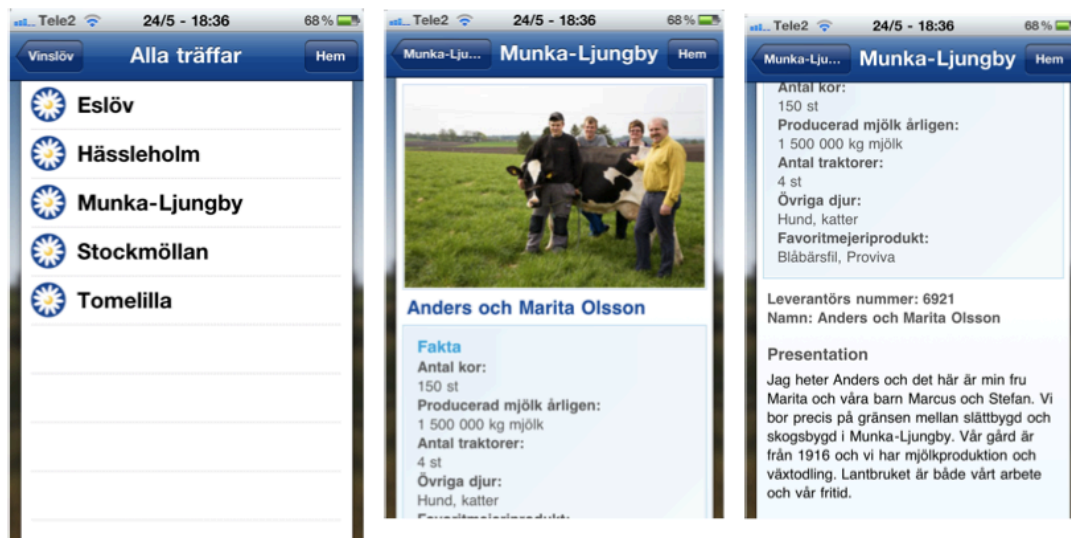 Tele2 24/5 - 18:36 68 %
Vinslöv Alla träffar Hem
Eslöv
Hässleholm
Munka-Ljungby
Stockmöllan
Tomelilla
Tele2 24/5 - 18:36 68 %
Munka-Lju... Munka-Ljungby Hem
Anders och Marita Olsson
Fakta
Antal kor:
150 st
Producerad mjölk årligen:
1 500 000 kg mjölk
Antal traktorer:
4 st
Övriga djur:
Hund, katter
Favoritmejeriprodukt:
Tele2 24/5 - 18:36 68 %
Munka-Lju... Munka-Ljungby Hem
Antal kor:
150 st
Producerad mjölk årligen:
1 500 000 kg mjölk
Antal traktorer:
4 st
Övriga djur:
Hund, katter
Favoritmejeriprodukt:
Blåbärsfil, Proviva
Leverantörs nummer: 6921
Namn: Anders och Marita Olsson
Presentation
Jag heter Anders och det här är min fru
Marita och våra barn Marcus och Stefan. Vi
bor precis på gränsen mellan slättbygd och
skogsbygd i Munka-Ljungby. Vår gård är
från 1916 och vi har mjölkproduktion och
växtodling. Lantbruket är både vårt arbete
och vår fritid.